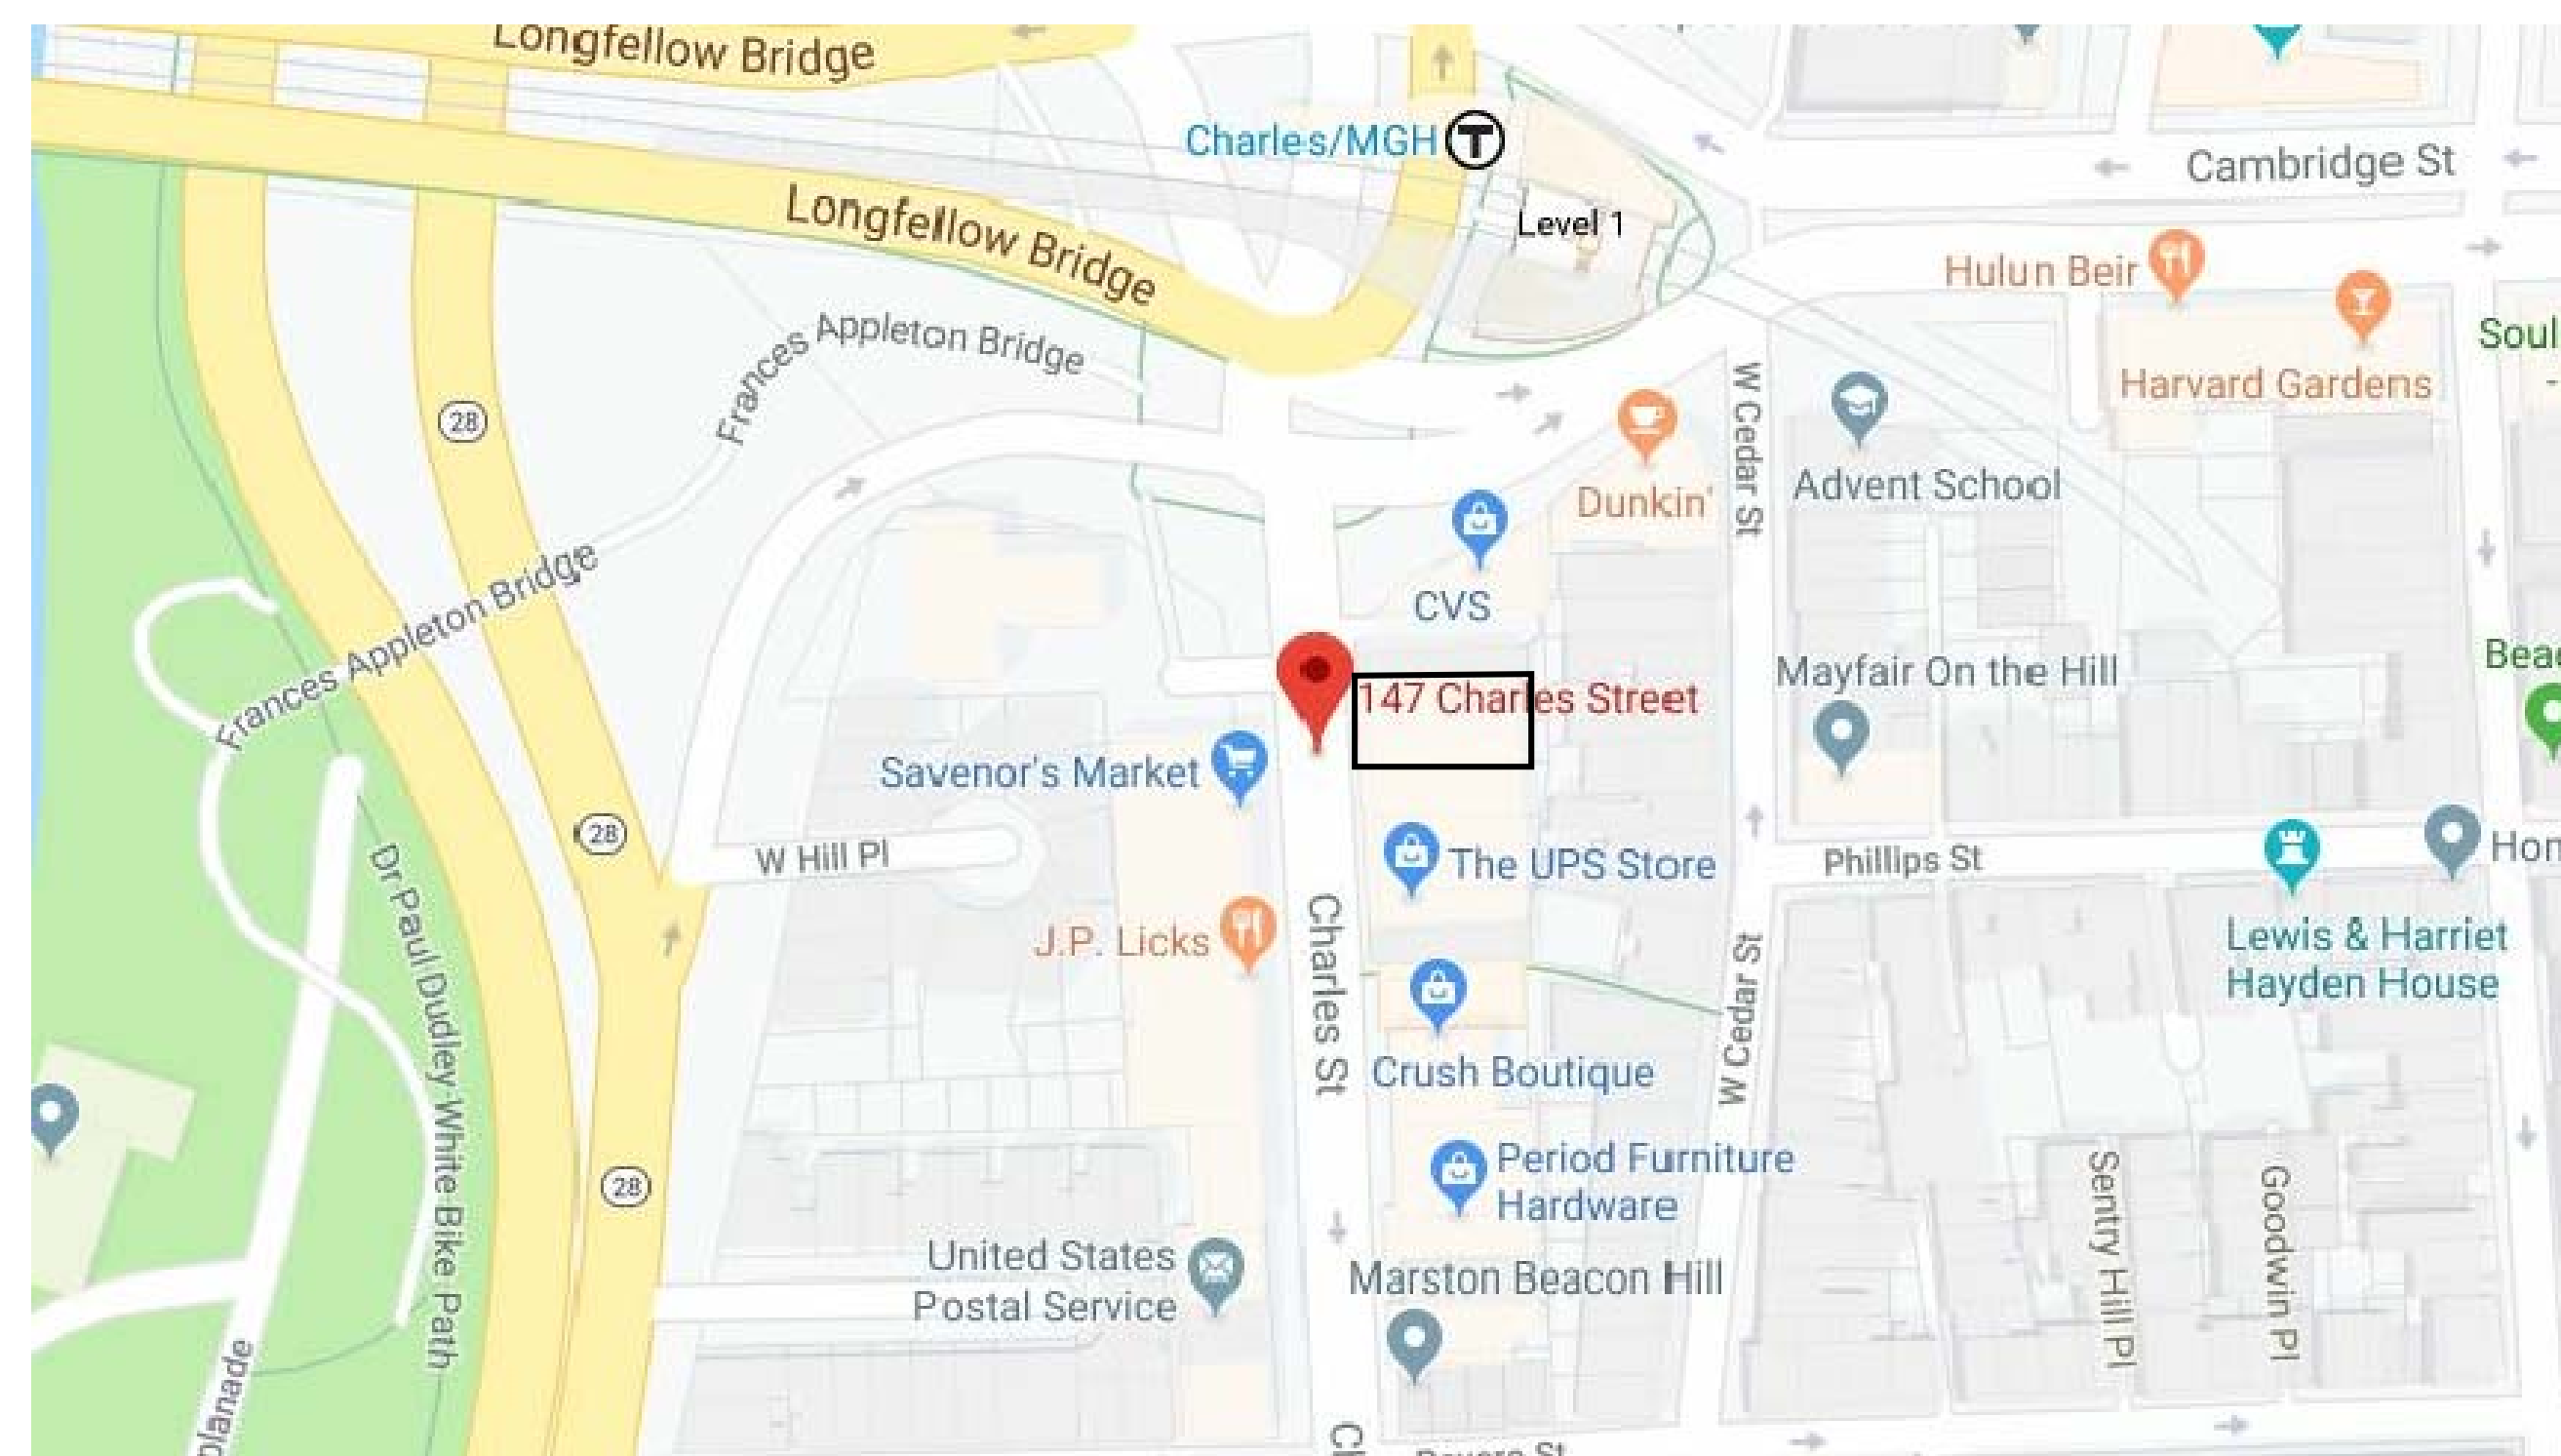 Longfellow Bridge
Charles/MGH
T
Cambridge St
Longfellow Bridge
Level 1
Hulun Beir
Soul
Frances Appleton Bridge
Harvard Gardens
28
W Cedar St
Dunkin'
Advent School
CVS
Frances Appleton Bridge
Beac
Mayfair On the Hill
147 Charles Street
Savenor's Market
28
W Hill Pl
The UPS Store
Phillips St
Hom
J.P. Licks
Charles St
Lewis & Harriet
Hayden House
Dr Paul Dudley White Bike Path
W Cedar St
Crush Boutique
28
Period Furniture
Hardware
Sentry Hill Pl
Goodwin Pl
United States
Postal Service
Marston Beacon Hill
planade